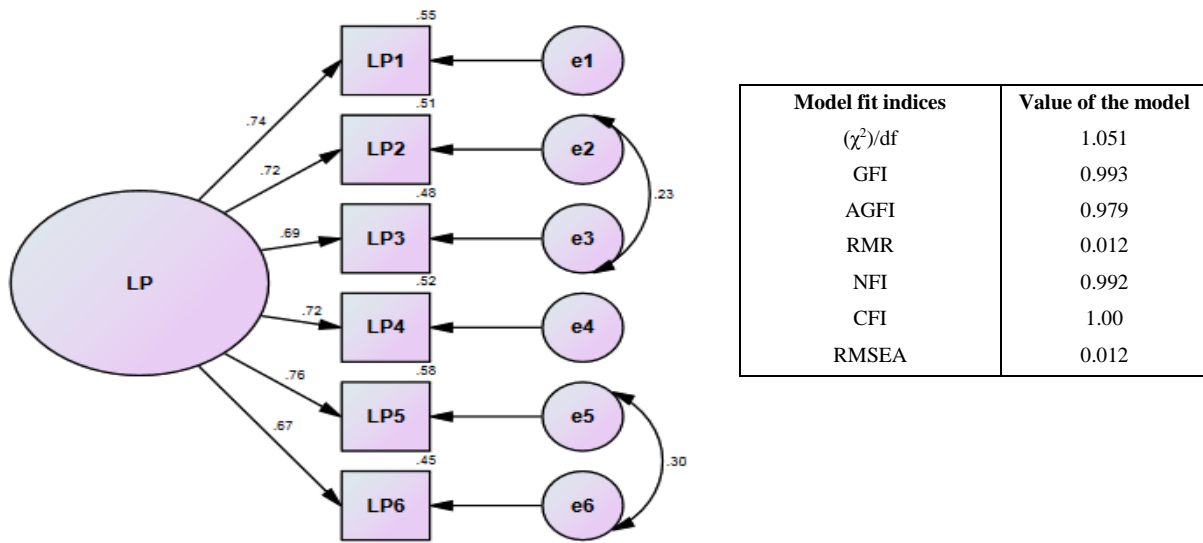 .55
LP1
e1
.74
.51
LP2
e2
.72
.48
.23
LP3
e3
.69
LP
.52
LP4
e4
.72
.58
LP5
e5
.76
.45
.30
LP6
e6
.67
Model fit indices Value of the model
(χ²)/df 1.051
GFI 0.993
AGFI 0.979
RMR 0.012
NFI 0.992
CFI 1.00
RMSEA 0.012